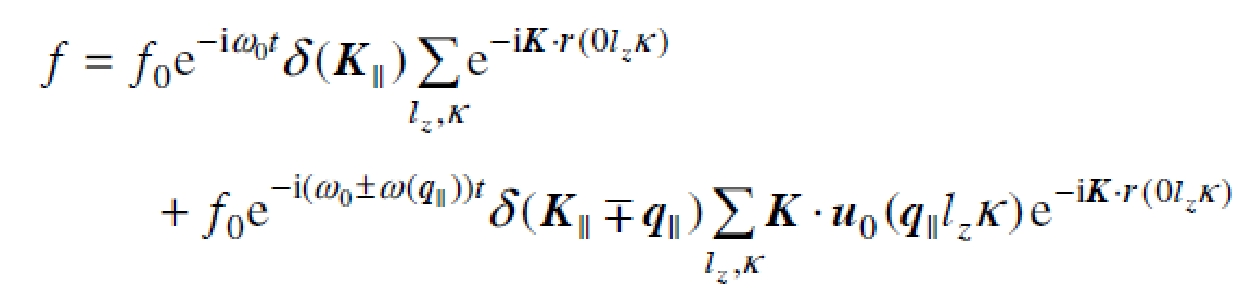 f = f₀e^{−iω₀t} δ(K_∥) ∑_{l_z,κ} e^{−iK·r(0l_zκ)}
+ f₀e^{−i(ω₀±ω(q_∥))t} δ(K_∥ ∓ q_∥) ∑_{l_z,κ} K · u₀(q_∥l_zκ) e^{−iK·r(0l_zκ)}